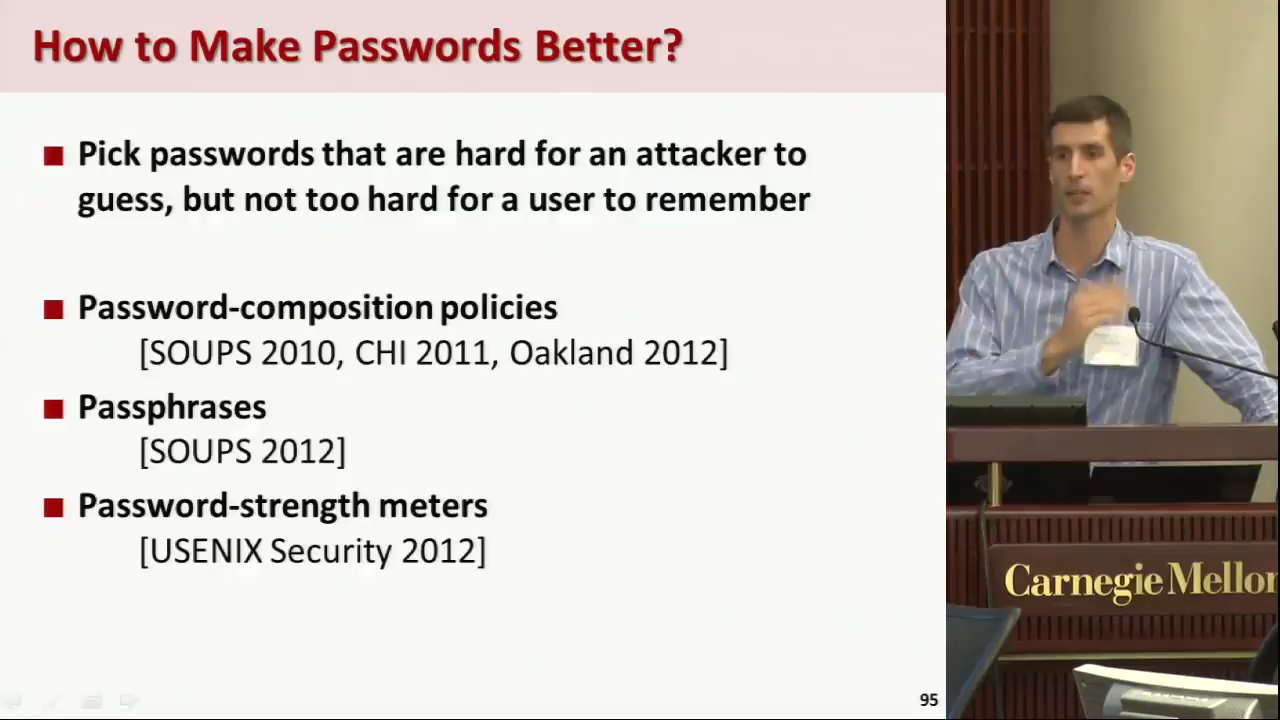 How to Make Passwords Better?
Pick passwords that are hard for an attacker to
guess, but not too hard for a user to remember
Password-composition policies
[SOUPS 2010, CHI 2011, Oakland 2012]
Passphrases
[SOUPS 2012]
Password-strength meters
[USENIX Security 2012]
95
Carnegie Mellon